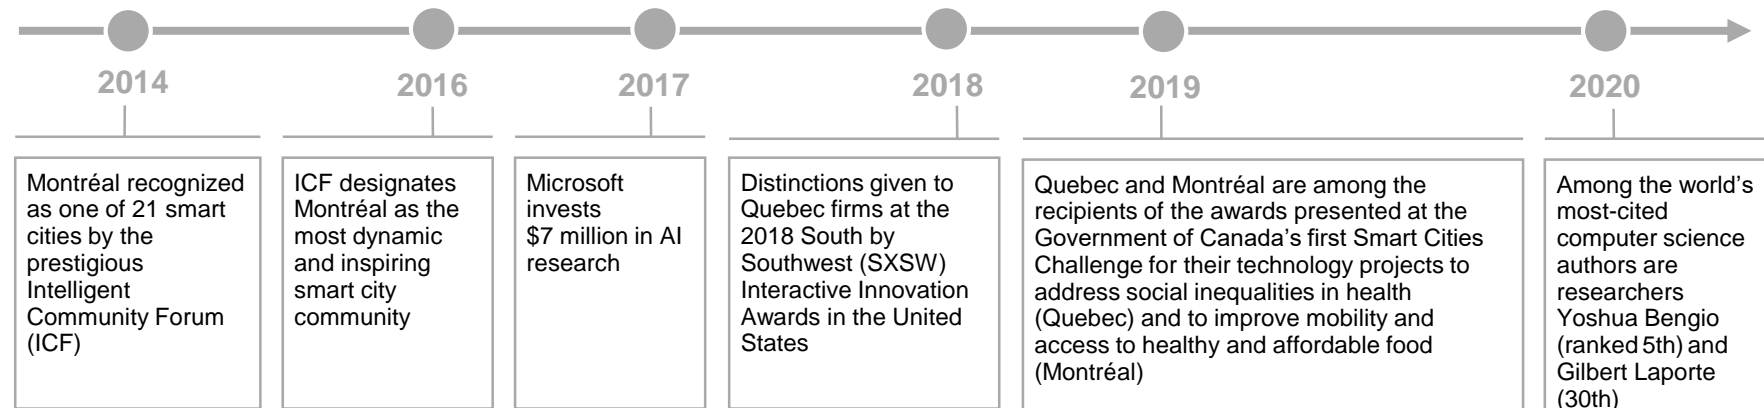 2014
2016
2017
2018
2019
2020
Montréal recognized
as one of 21 smart
cities by the
prestigious
Intelligent
Community Forum
(ICF)
ICF designates
Montréal as the
most dynamic
and inspiring
smart city
community
Microsoft
invests
$7 million in AI
research
Distinctions given to
Quebec firms at the
2018 South by
Southwest (SXSW)
Interactive Innovation
Awards in the United
States
Quebec and Montréal are among the
recipients of the awards presented at the
Government of Canada’s first Smart Cities
Challenge for their technology projects to
address social inequalities in health
(Quebec) and to improve mobility and
access to healthy and affordable food
(Montréal)
Among the world’s
most-cited
computer science
authors are
researchers
Yoshua Bengio
(ranked 5th) and
Gilbert Laporte
(30th)